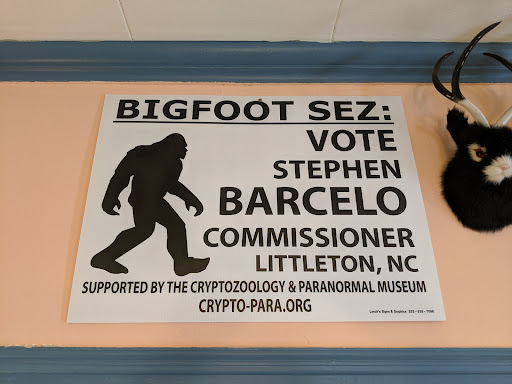 BIGFOOT SEZ:
VOTE
STEPHEN
BARCELO
COMMISSIONER
LITTLETON, NC
SUPPORTED BY THE CRYPTOZOOLOGY & PARANORMAL MUSEUM
CRYPTO-PARA.ORG